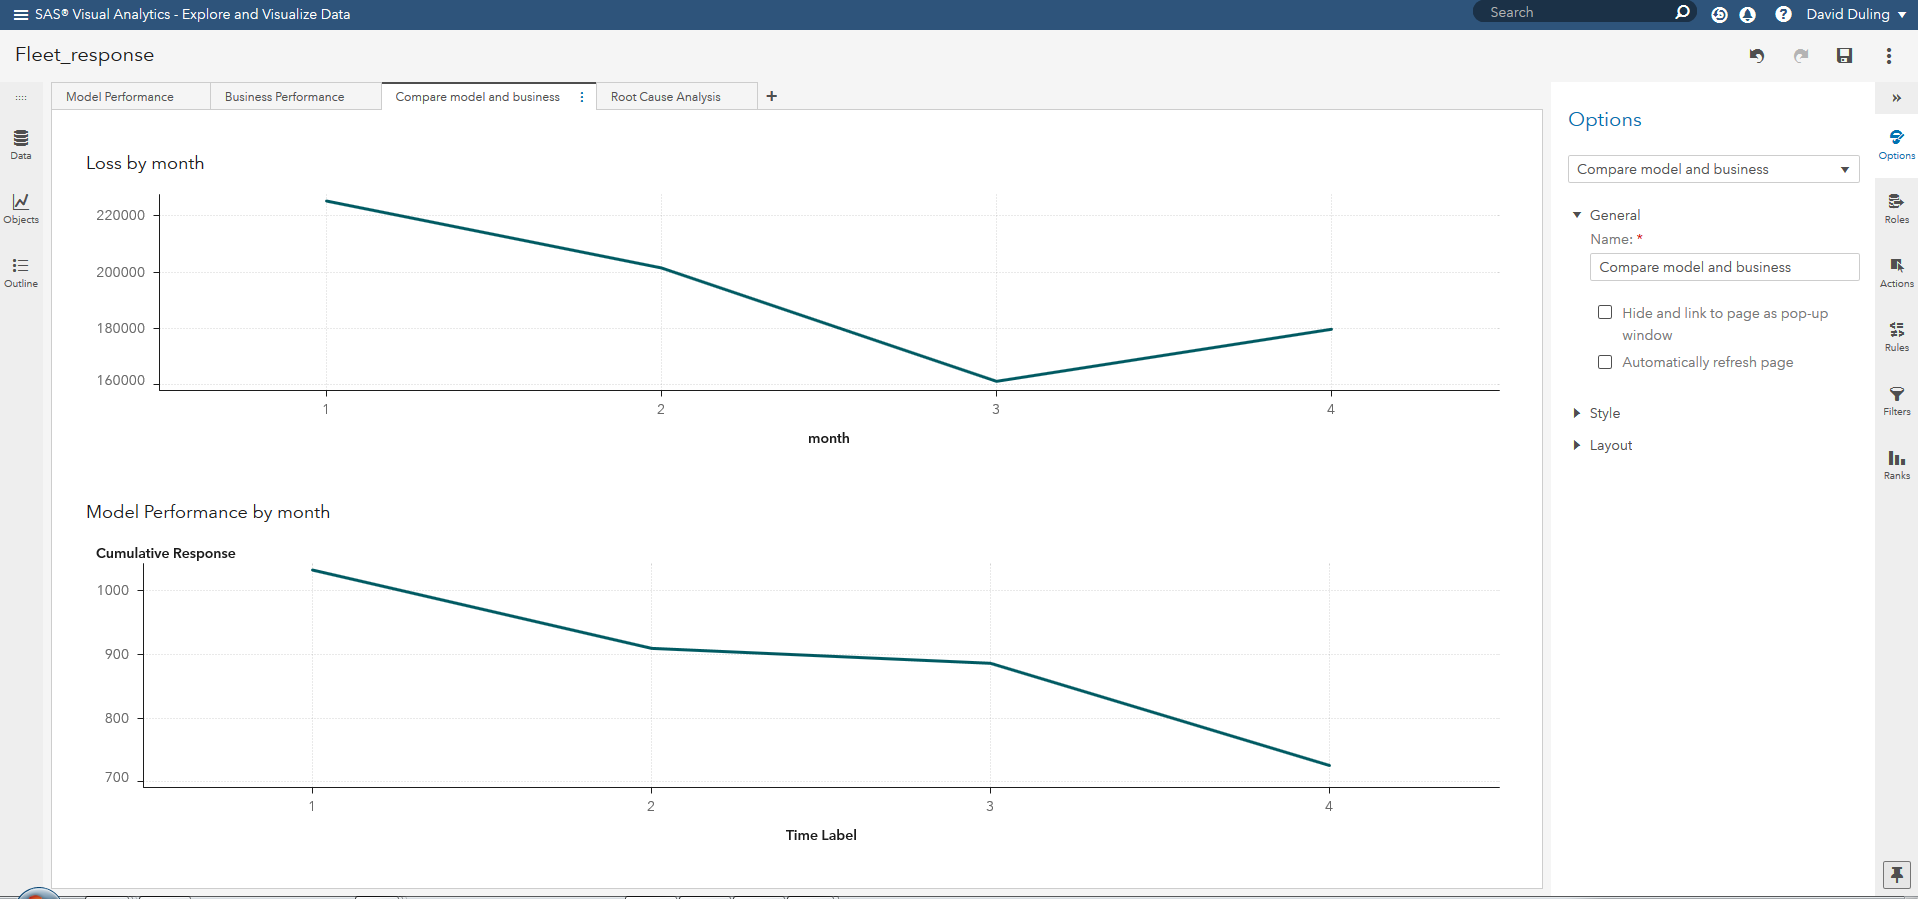 SAS® Visual Analytics - Explore and Visualize Data
Search
David Duling
Fleet_response
Model Performance
Business Performance
Compare model and business
Root Cause Analysis
Data
Objects
Outline
Loss by month
220000
200000
180000
160000
1 2 3 4
month
Model Performance by month
Cumulative Response
1000
900
800
700
1 2 3 4
Time Label
Options
Compare model and business
General
Name: *
Compare model and business
Hide and link to page as pop-up
window
Automatically refresh page
Style
Layout
Options
Roles
Actions
Rules
Filters
Ranks